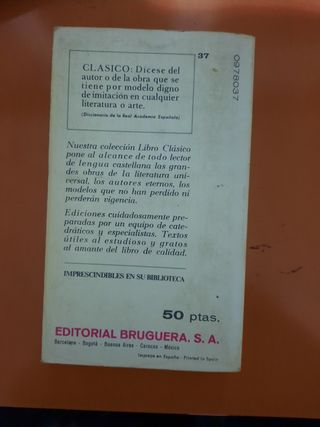 37
0978037
CLASICO: Dícese del
autor o de la obra que se
tiene por modelo digno
de imitación en cualquier
literatura o arte.
(Diccionario de la Real Academia Española)
Nuestra colección Libro Clásico
pone al alcance de todo lector
de lengua castellana las gran-
des obras de la literatura uni-
versal, los autores eternos, los
modelos que no han perdido ni
perderán vigencia.
Ediciones cuidadosamente pre-
paradas por un equipo de cate-
dráticos y especialistas. Textos
útiles al estudioso y gratos
al amante del libro de calidad.
IMPRESCINDIBLES EN SU BIBLIOTECA
50 ptas.
EDITORIAL BRUGUERA, S. A.
Barcelona - Bogotá - Buenos Aires - Caracas - México
Impreso en España - Printed in Spain